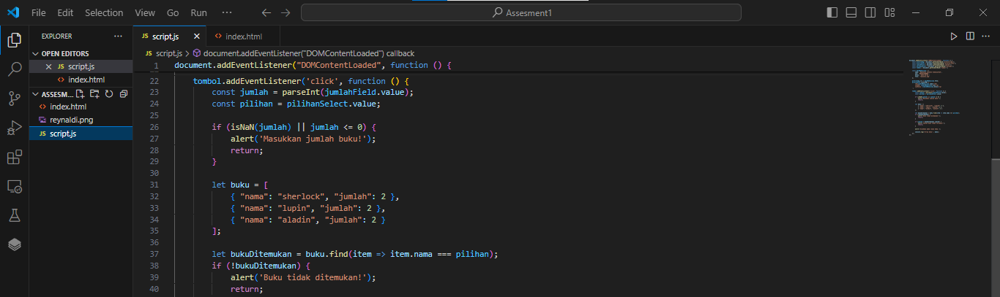 File Edit Selection View Go Run ··· Assesment1
EXPLORER ···
JS script.js
index.html
OPEN EDITORS
JS script.js
index.html
ASSESM...
index.html
reynaldi.png
JS script.js
JS script.js > document.addEventListener("DOMContentLoaded") callback
1 document.addEventListener("DOMContentLoaded", function () {
22 tombol.addEventListener('click', function () {
23 const jumlah = parseInt(jumlahField.value);
24 const pilihan = pilihanSelect.value;
25
26 if (isNaN(jumlah) || jumlah <= 0) {
27 alert('Masukkan jumlah buku!');
28 return;
29 }
30
31 let buku = [
32 { "nama": "sherlock", "jumlah": 2 },
33 { "nama": "lupin", "jumlah": 2 },
34 { "nama": "aladin", "jumlah": 2 }
35 ];
36
37 let bukuDitemukan = buku.find(item => item.nama === pilihan);
38 if (!bukuDitemukan) {
39 alert('Buku tidak ditemukan!');
40 return;